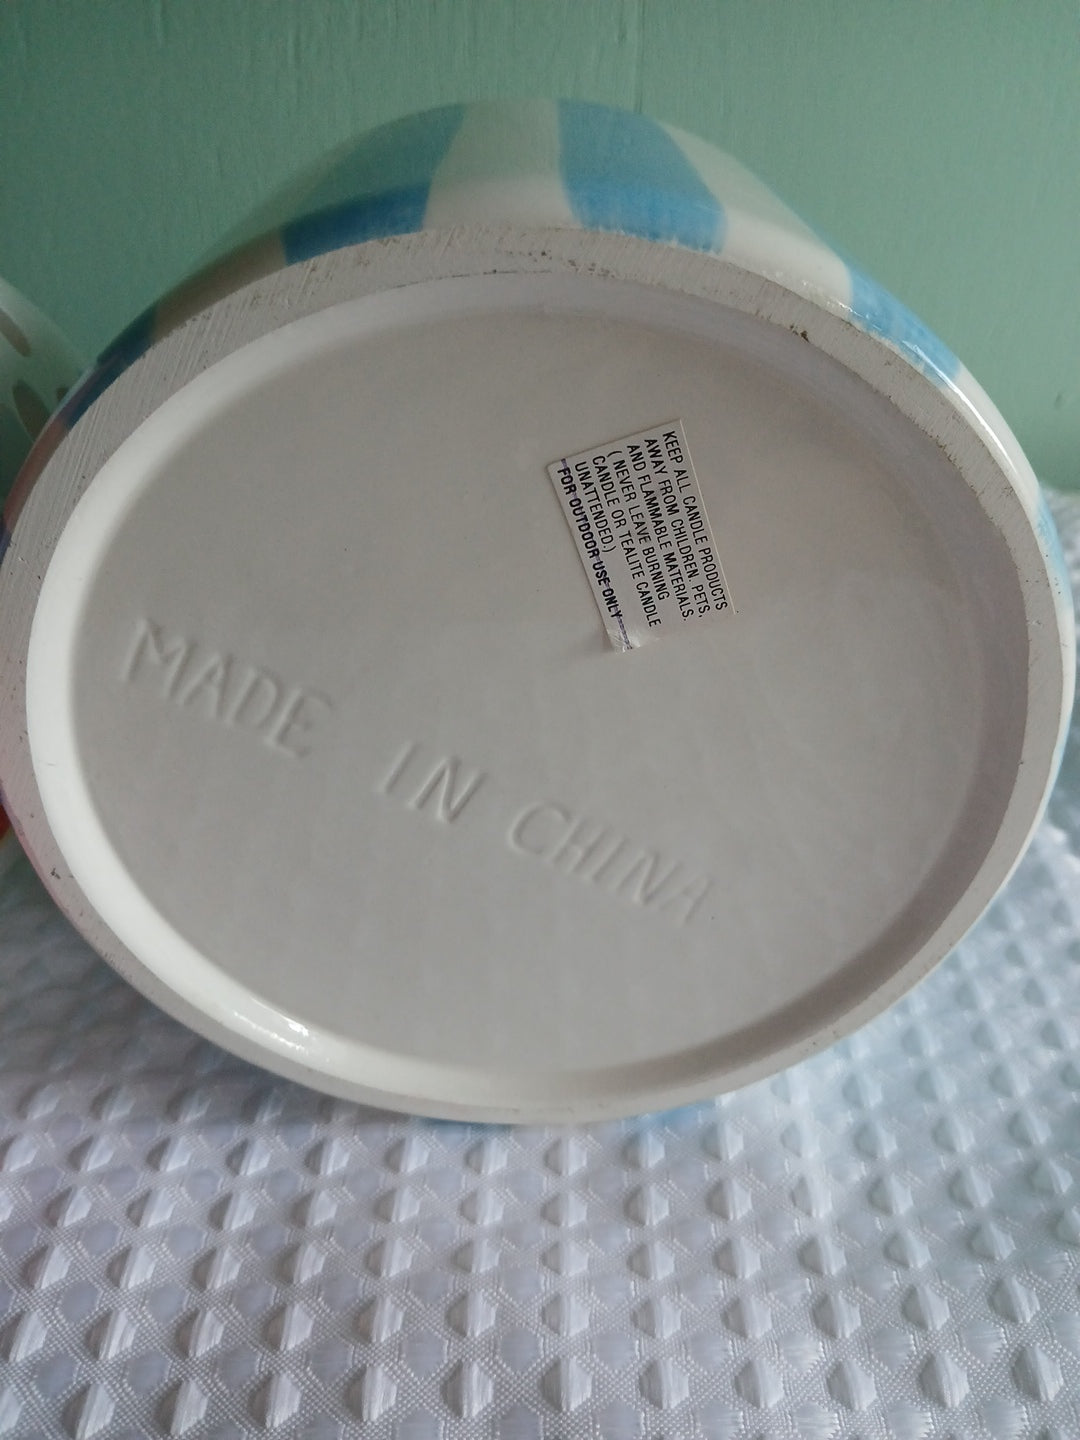 KEEP ALL CANDLE PRODUCTS
AWAY FROM CHILDREN, PETS,
AND FLAMMABLE MATERIALS.
( NEVER LEAVE BURNING
CANDLE OR TEALITE CANDLE
UNATTENDED.)
FOR OUTDOOR USE ONLY
MADE IN CHINA